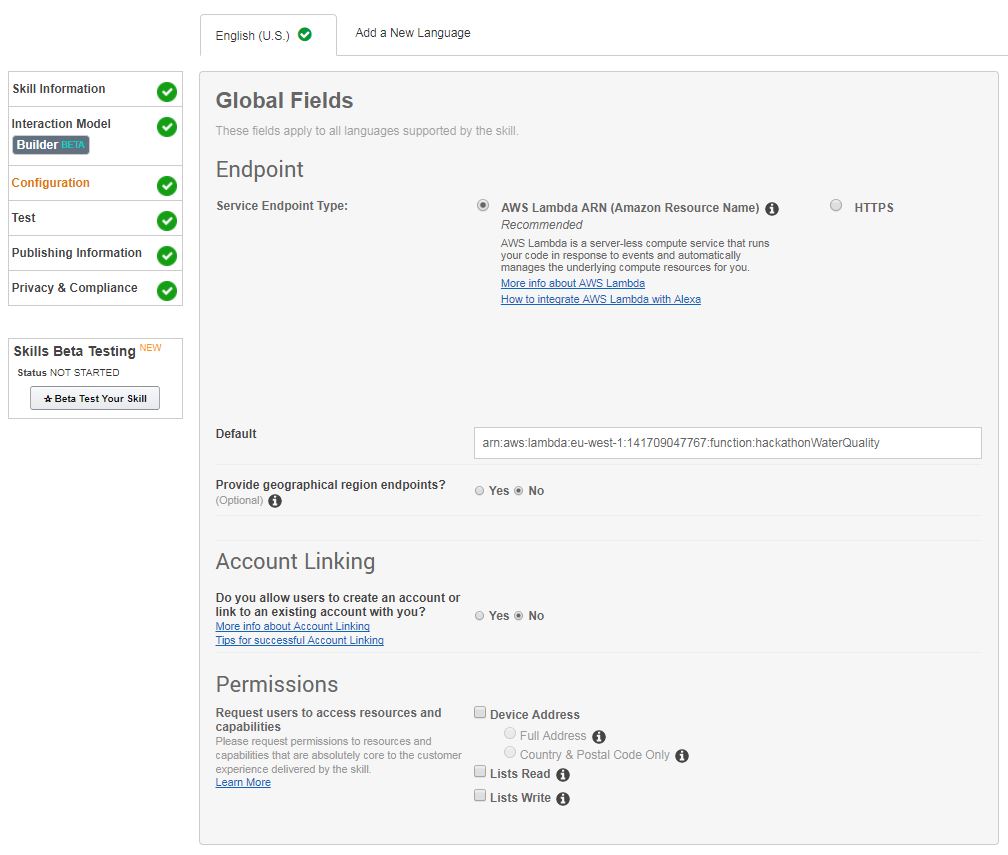 English (U.S.)
Add a New Language
Skill Information
Interaction Model
Builder BETA
Configuration
Test
Publishing Information
Privacy & Compliance
Skills Beta Testing NEW
Status NOT STARTED
Beta Test Your Skill
Global Fields
These fields apply to all languages supported by the skill.
Endpoint
Service Endpoint Type:
AWS Lambda ARN (Amazon Resource Name)
HTTPS
Recommended
AWS Lambda is a server-less compute service that runs
your code in response to events and automatically
manages the underlying compute resources for you.
More info about AWS Lambda
How to integrate AWS Lambda with Alexa
Default
arn:aws:lambda:eu-west-1:141709047767:function:hackathonWaterQuality
Provide geographical region endpoints?
(Optional)
Yes No
Account Linking
Do you allow users to create an account or
link to an existing account with you?
Yes No
More info about Account Linking
Tips for successful Account Linking
Permissions
Request users to access resources and
capabilities
Please request permissions to resources and
capabilities that are absolutely core to the customer
experience delivered by the skill.
Learn More
Device Address
Full Address
Country & Postal Code Only
Lists Read
Lists Write